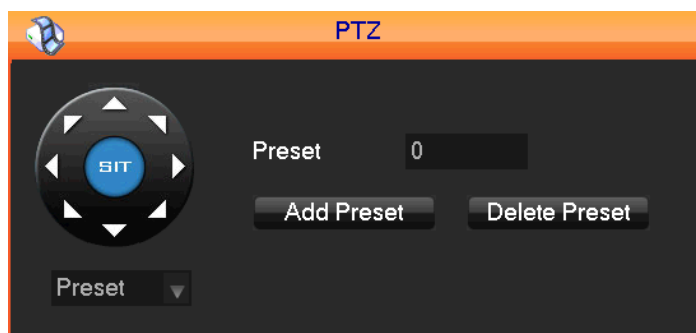 PTZ
SIT
Preset 0
Add Preset Delete Preset
Preset